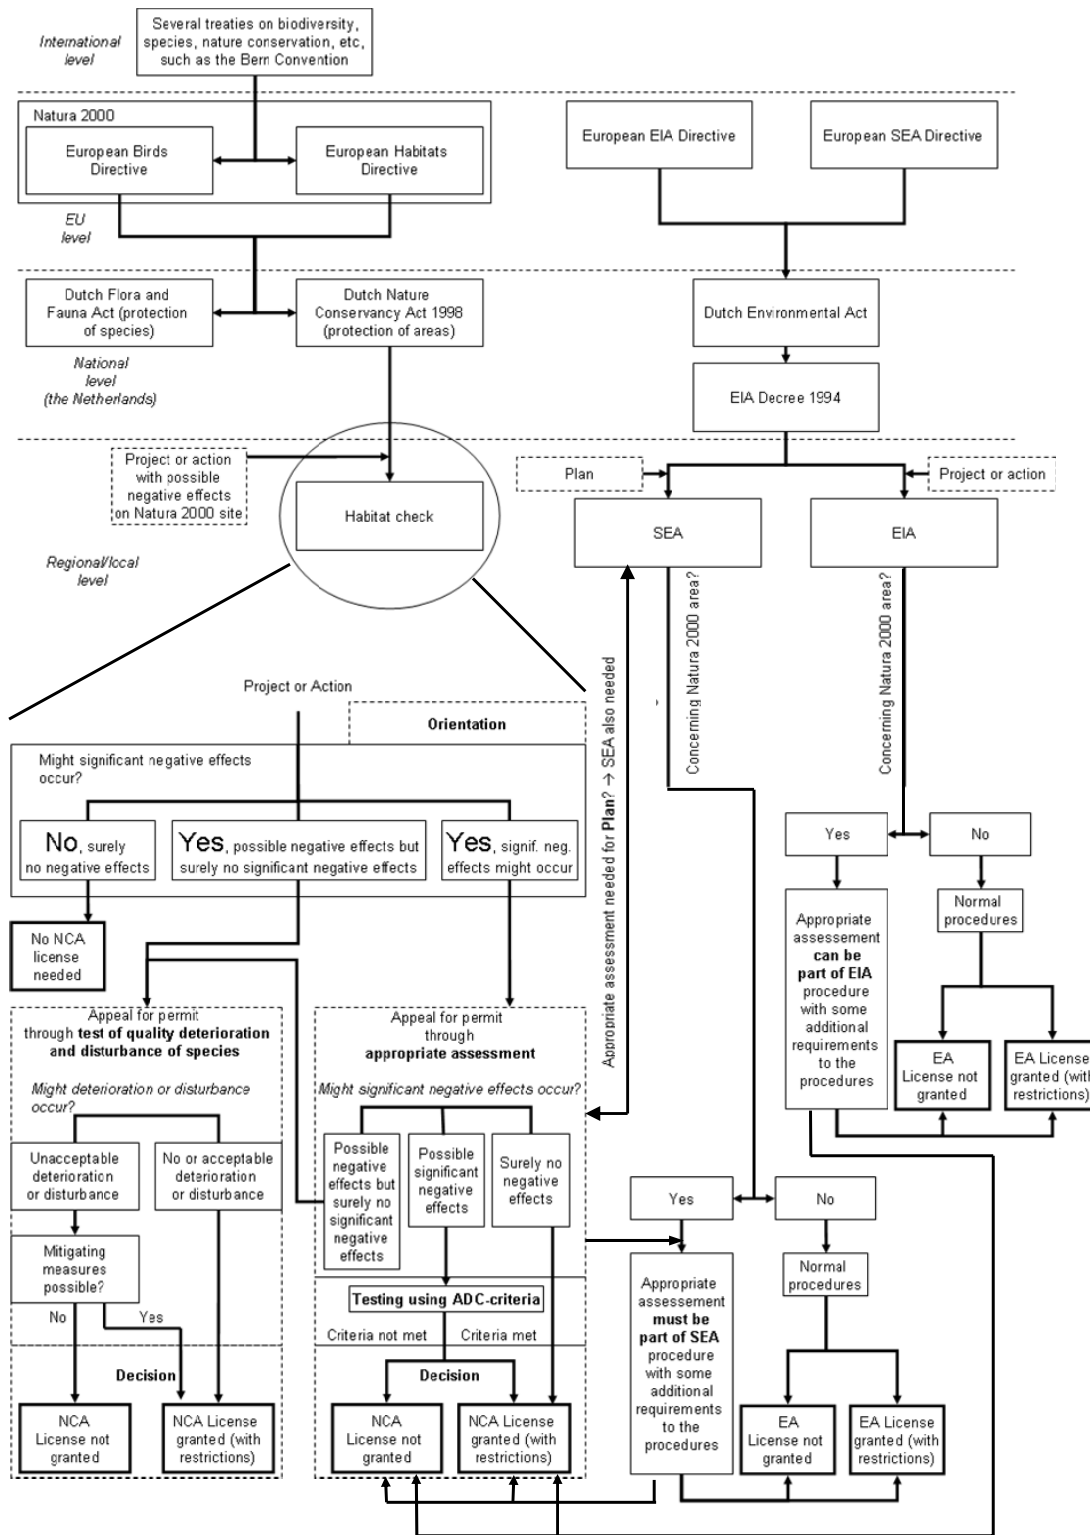 International
level
Several treaties on biodiversity,
species, nature conservation, etc,
such as the Bern Convention
Natura 2000
European Birds
Directive
European Habitats
Directive
European EIA Directive
European SEA Directive
EU
level
Dutch Flora and
Fauna Act (protection
of species)
Dutch Nature
Conservancy Act 1998
(protection of areas)
Dutch Environmental Act
National
level
(the Netherlands)
EIA Decree 1994
Project or action
with possible
negative effects
on Natura 2000 site
Habitat check
Plan
Project or action
SEA
EIA
Regional/local
level
Concerning Natura 2000 area?
Concerning Natura 2000 area?
Appropriate assessment needed for Plan? → SEA also needed
Project or Action
Orientation
Might significant negative effects
occur?
No, surely
no negative effects
Yes, possible negative effects but
surely no significant negative effects
Yes, signif. neg.
effects might occur
No NCA
license
needed
Yes
No
Appropriate
assessment
can be
part of EIA
procedure
with some
additional
requirements
to the
procedures
Normal
procedures
EA
License not
granted
EA License
granted (with
restrictions)
Appeal for permit
through test of quality deterioration
and disturbance of species
Might deterioration or disturbance
occur?
Unacceptable
deterioration
or disturbance
No or acceptable
deterioration
or disturbance
Mitigating
measures
possible?
No
Yes
Decision
NCA
License not
granted
NCA License
granted (with
restrictions)
Appeal for permit
through
appropriate assessment
Might significant negative effects occur?
Possible
negative
effects but
surely no
significant
negative
effects
Possible
significant
negative
effects
Surely no
negative
effects
Testing using ADC-criteria
Criteria not met
Criteria met
Decision
NCA
License not
granted
NCA License
granted (with
restrictions)
Yes
No
Appropriate
assessment
must be
part of SEA
procedure
with some
additional
requirements
to the
procedures
Normal
procedures
EA
License not
granted
EA License
granted (with
restrictions)